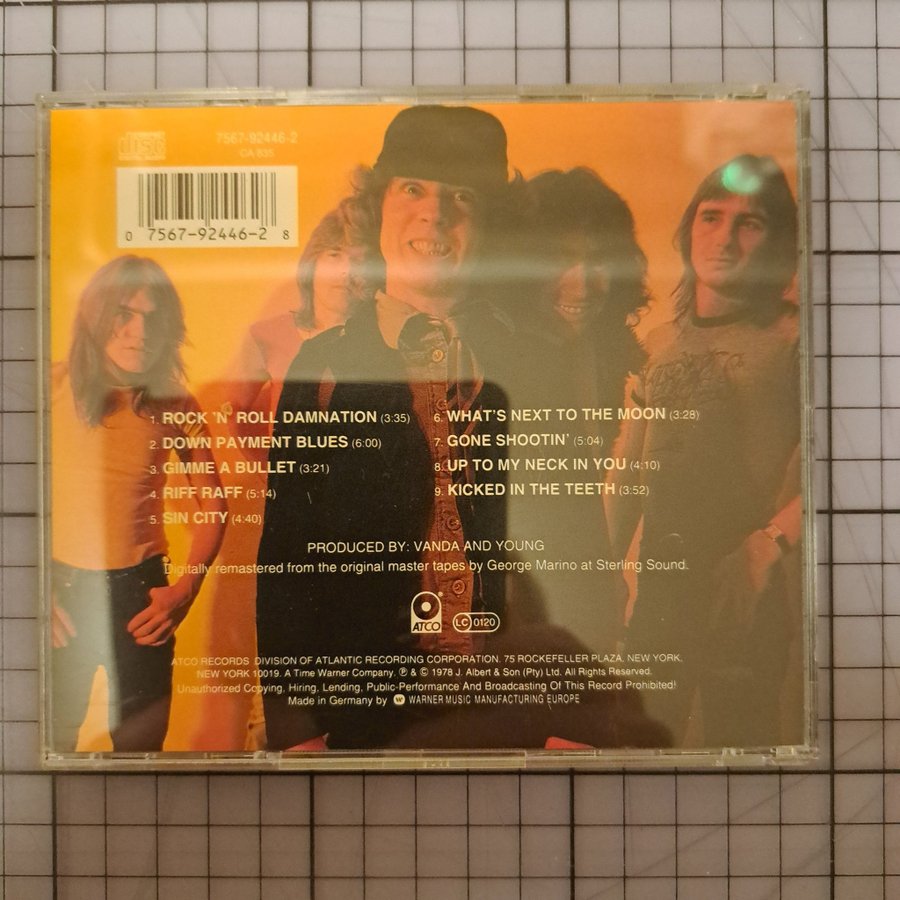 disc
7567-92446-2
CA 835
0 7567-92446-2 8
1. ROCK 'N' ROLL DAMNATION (3:35)
2. DOWN PAYMENT BLUES (6:00)
3. GIMME A BULLET (3:21)
4. RIFF RAFF (5:14)
5. SIN CITY (4:40)
6. WHAT'S NEXT TO THE MOON (3:28)
7. GONE SHOOTIN' (5:04)
8. UP TO MY NECK IN YOU (4:10)
9. KICKED IN THE TEETH (3:52)
PRODUCED BY: VANDA AND YOUNG
Digitally remastered from the original master tapes by George Marino at Sterling Sound.
ATCO ®
LC 0120
ATCO RECORDS DIVISION OF ATLANTIC RECORDING CORPORATION. 75 ROCKEFELLER PLAZA, NEW YORK,
NEW YORK 10019. A Time Warner Company. ℗ & © 1978 J. Albert & Son (Pty) Ltd. All Rights Reserved.
Unauthorized Copying, Hiring, Lending, Public-Performance And Broadcasting Of This Record Prohibited!
Made in Germany by W WARNER MUSIC MANUFACTURING EUROPE